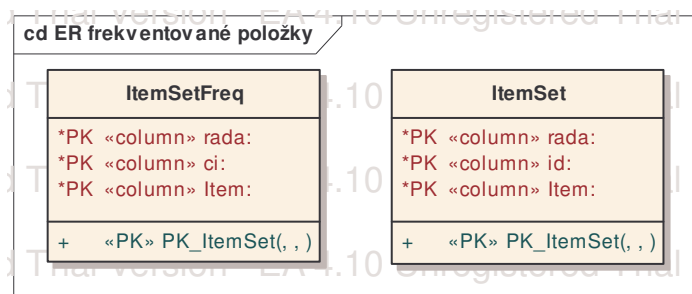 cd ER frekventované položky
ItemSetFreq
*PK «column» rada:
*PK «column» ci:
*PK «column» Item:
+ «PK» PK_ItemSet(, , )
ItemSet
*PK «column» rada:
*PK «column» id:
*PK «column» Item:
+ «PK» PK_ItemSet(, , )